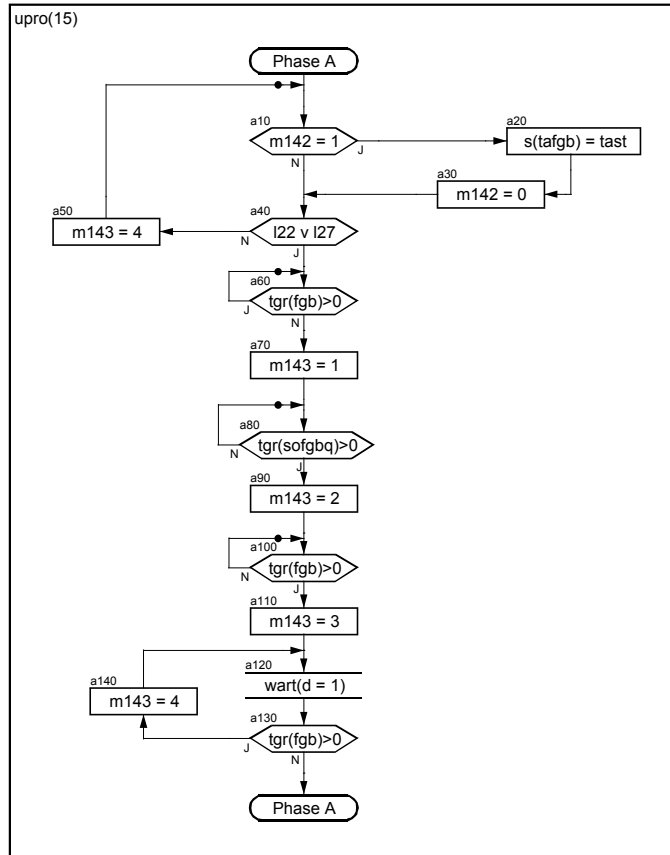 upro(15)
Phase A
a10
m142 = 1
J
N
a20
s(tafgb) = tast
a30
m142 = 0
a40
l22 v l27
N
J
a50
m143 = 4
a60
tgr(fgb)>0
J
N
a70
m143 = 1
a80
tgr(sofgbq)>0
N
J
a90
m143 = 2
a100
tgr(fgb)>0
N
J
a110
m143 = 3
a120
wart(d = 1)
a140
m143 = 4
a130
tgr(fgb)>0
J
N
Phase A